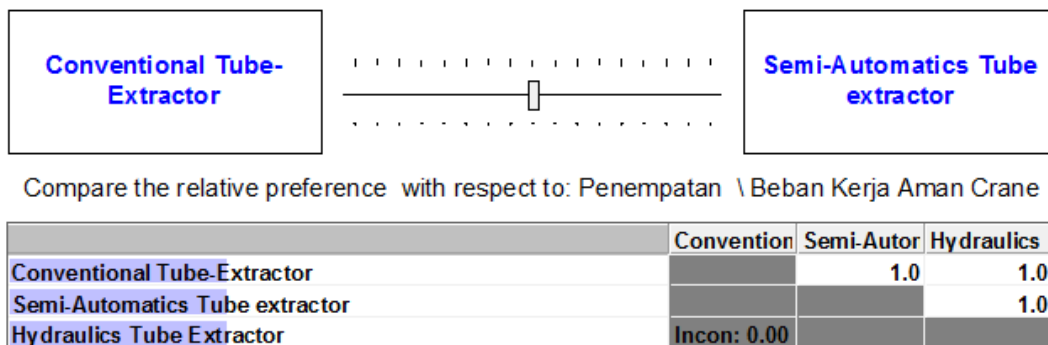 Conventional Tube-
Extractor
Semi-Automatics Tube
extractor
Compare the relative preference with respect to: Penempatan \ Beban Kerja Aman Crane
Convention Semi-Autor Hydraulics
Conventional Tube-Extractor 1.0 1.0
Semi-Automatics Tube extractor 1.0
Hydraulics Tube Extractor Incon: 0.00